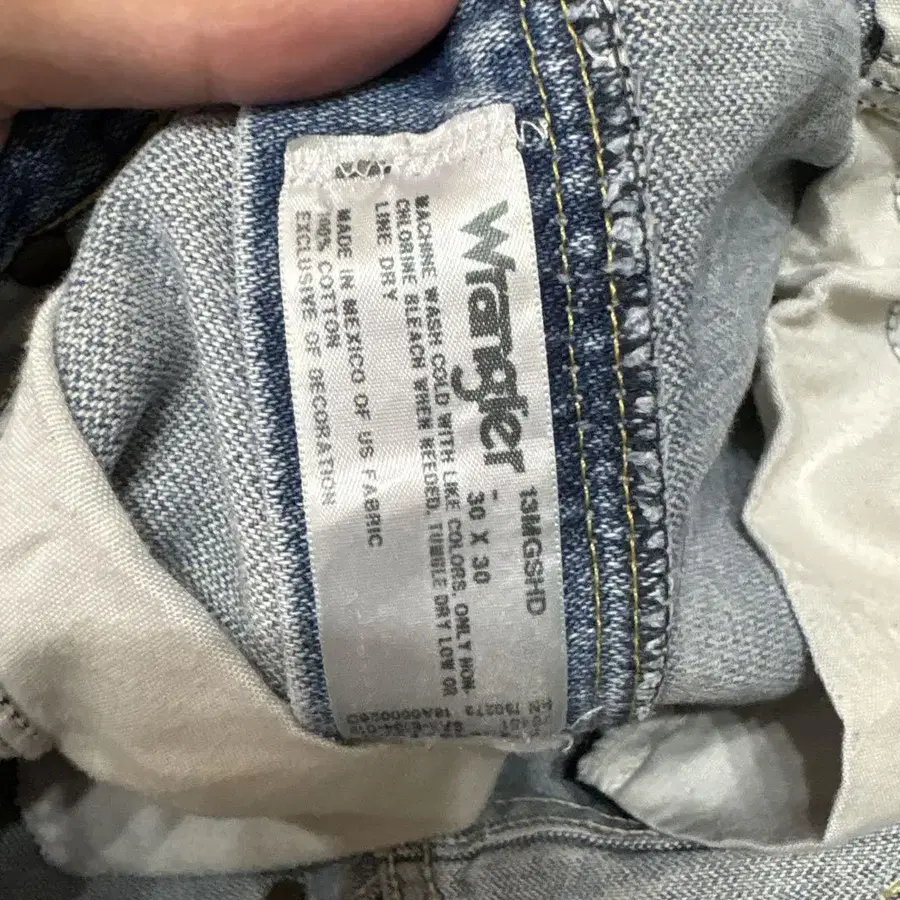 Wrangler
13MGSHD
30 X 30
MACHINE WASH COLD WITH LIKE COLORS, ONLY NON-
CHLORINE BLEACH WHEN NEEDED, TUMBLE DRY LOW OR
LINE DRY
MADE IN MEXICO OF US FABRIC
100% COTTON
EXCLUSIVE OF DECORATION